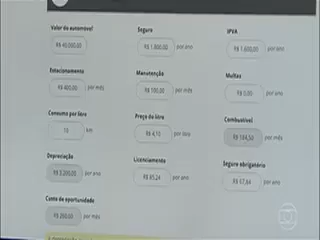 Valor do automóvel
Seguro
IPVA
R$ 40.000,00
R$ 1.800,00 por ano
R$ 1.600,00 por ano
Estacionamento
Manutenção
Multas
R$ 400,00 por mês
R$ 100,00 por mês
R$ 0,00 por ano
Consumo por litro
Preço do litro
Combustível
10 km
R$ 4,10 por litro
R$ 184,50 por mês
Depreciação
Licenciamento
Seguro obrigatório
R$ 3.200,00 por ano
R$ 85,24 por ano
R$ 57,84 por ano
Custo de oportunidade
R$ 260,00 por mês